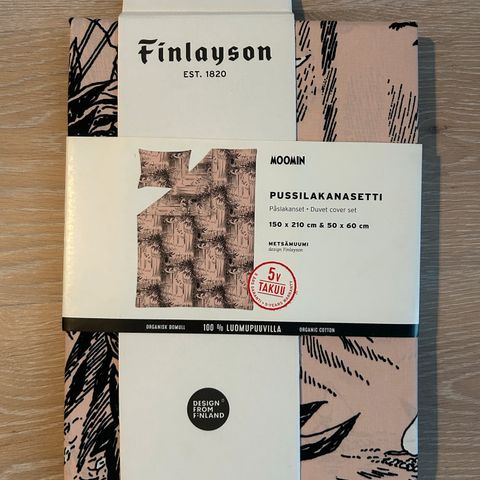 Finlayson
EST. 1820
MOOMIN
PUSSILAKANASETTI
Påslakanset • Duvet cover set
150 x 210 cm & 50 x 60 cm
METSÄMUUMI
design Finlayson
5v
TAKUU
ORGANISK BOMULL 100 % LUOMUPUUVILLA ORGANIC COTTON
DESIGN
FROM
FINLAND